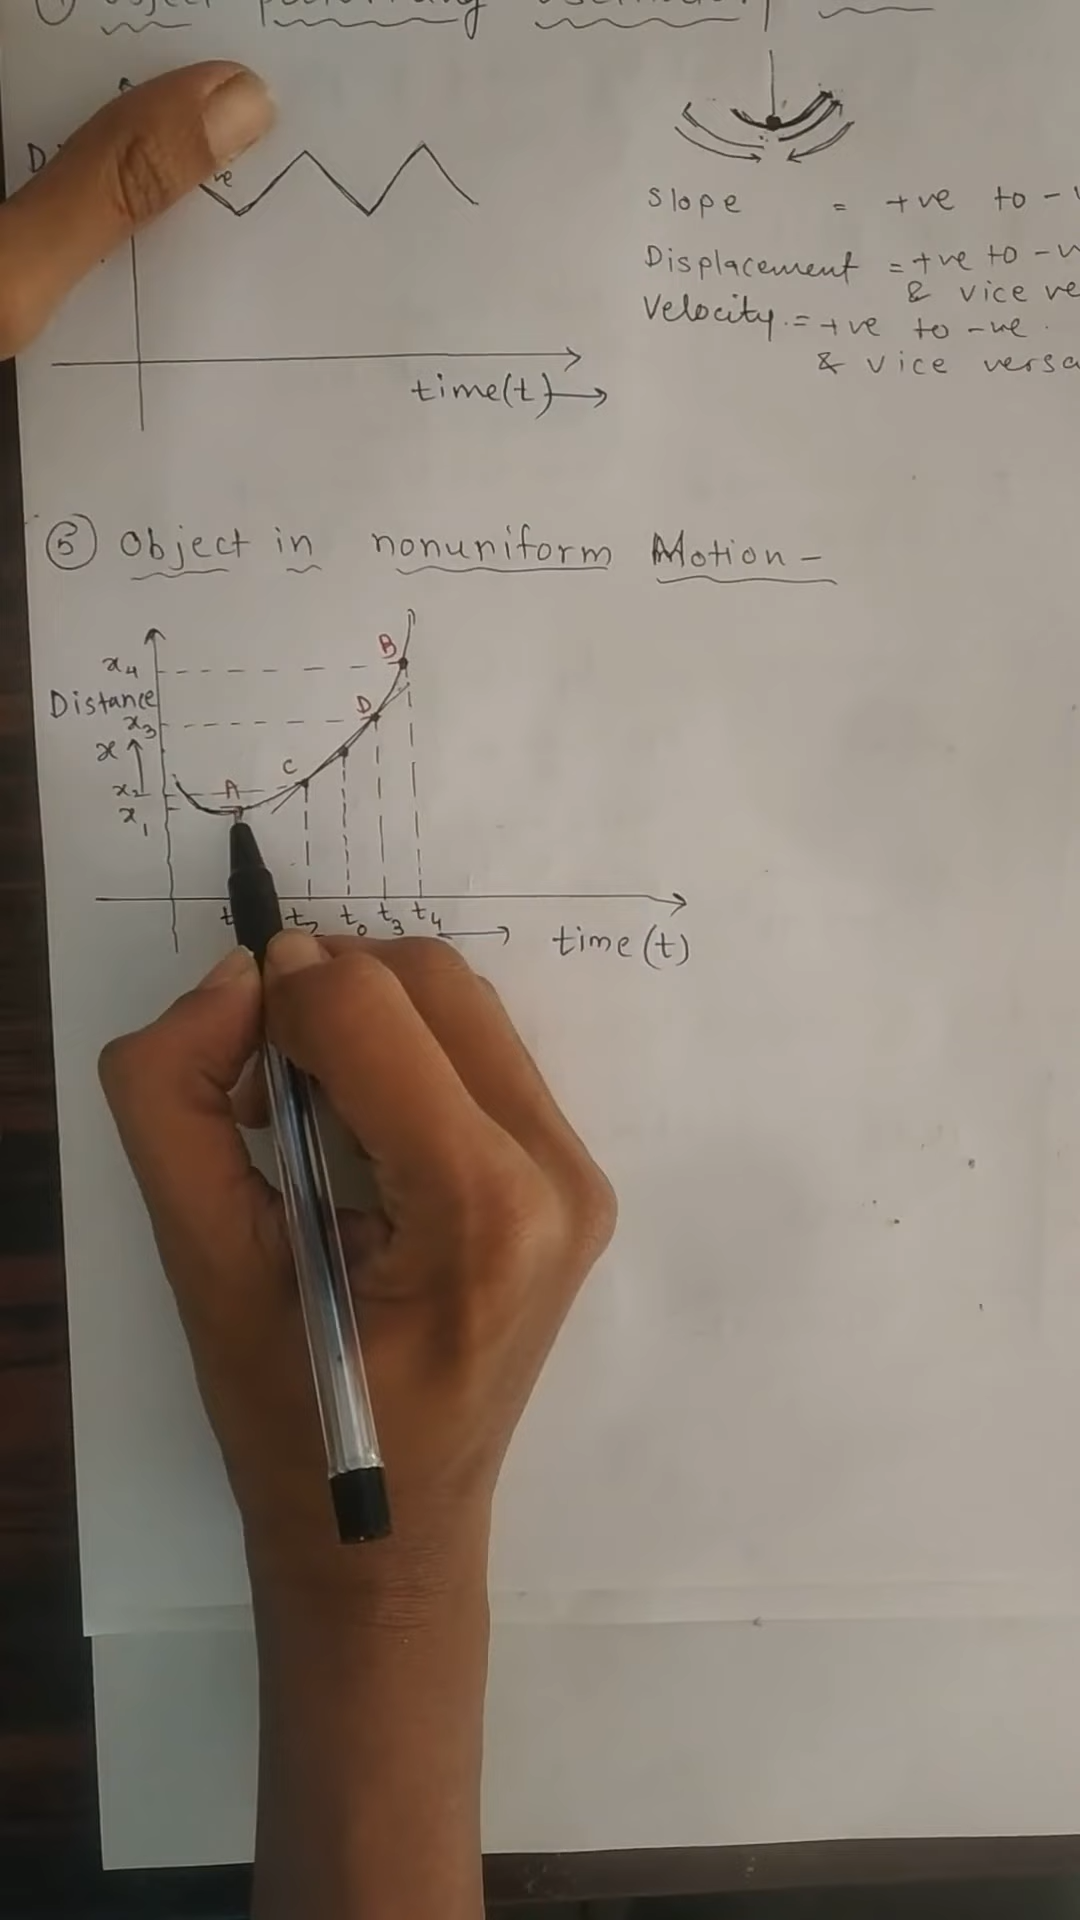 ve
time(t)
slope = +ve to -
Displacement = +ve to -
& vice
Velocity. = +ve to -ve.
& vice versa
5 Object in nonuniform Motion -
B
x4
Distance
D
x3
x
C
x2
A
x1
t2 t0 t3 t4
time (t)